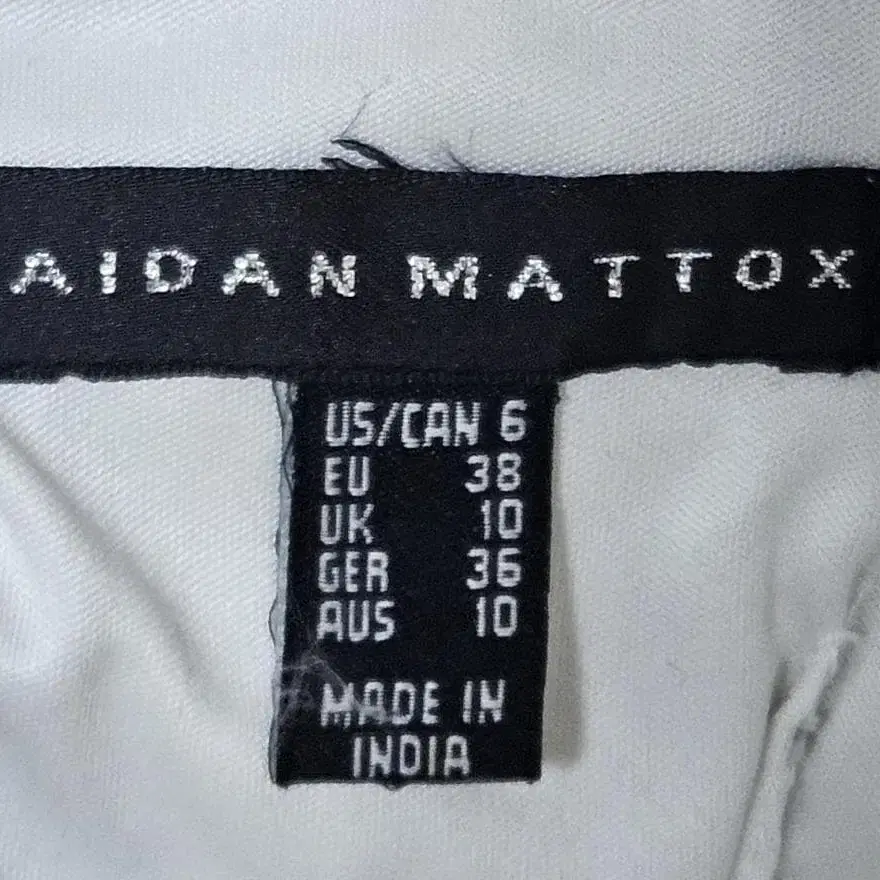 AIDAN MATTOX
US/CAN 6
EU 38
UK 10
GER 36
AUS 10
MADE IN
INDIA